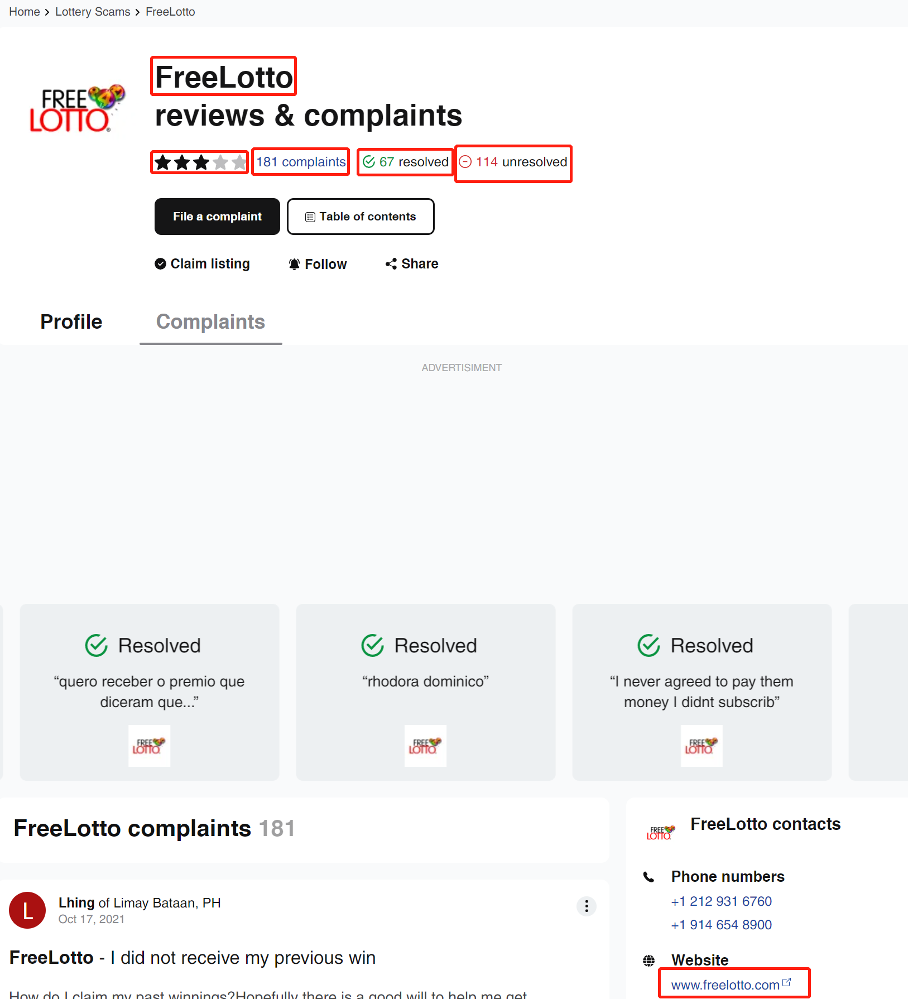 Home > Lottery Scams > FreeLotto
FREE
LOTTO
FreeLotto
reviews & complaints
181 complaints 67 resolved 114 unresolved
File a complaint Table of contents
Claim listing Follow Share
Profile Complaints
ADVERTISIMENT
Resolved
“quero receber o premio que
diceram que...”
FREE
LOTTO
Resolved
“rhodora dominico”
FREE
LOTTO
Resolved
“I never agreed to pay them
money I didnt subscrib”
FREE
LOTTO
FreeLotto complaints 181
L
Lhing of Limay Bataan, PH
Oct 17, 2021
FreeLotto - I did not receive my previous win
How do I claim my past winnings?Hopefully there is a good will to help me get
FREE
LOTTO
FreeLotto contacts
Phone numbers
+1 212 931 6760
+1 914 654 8900
Website
www.freelotto.com